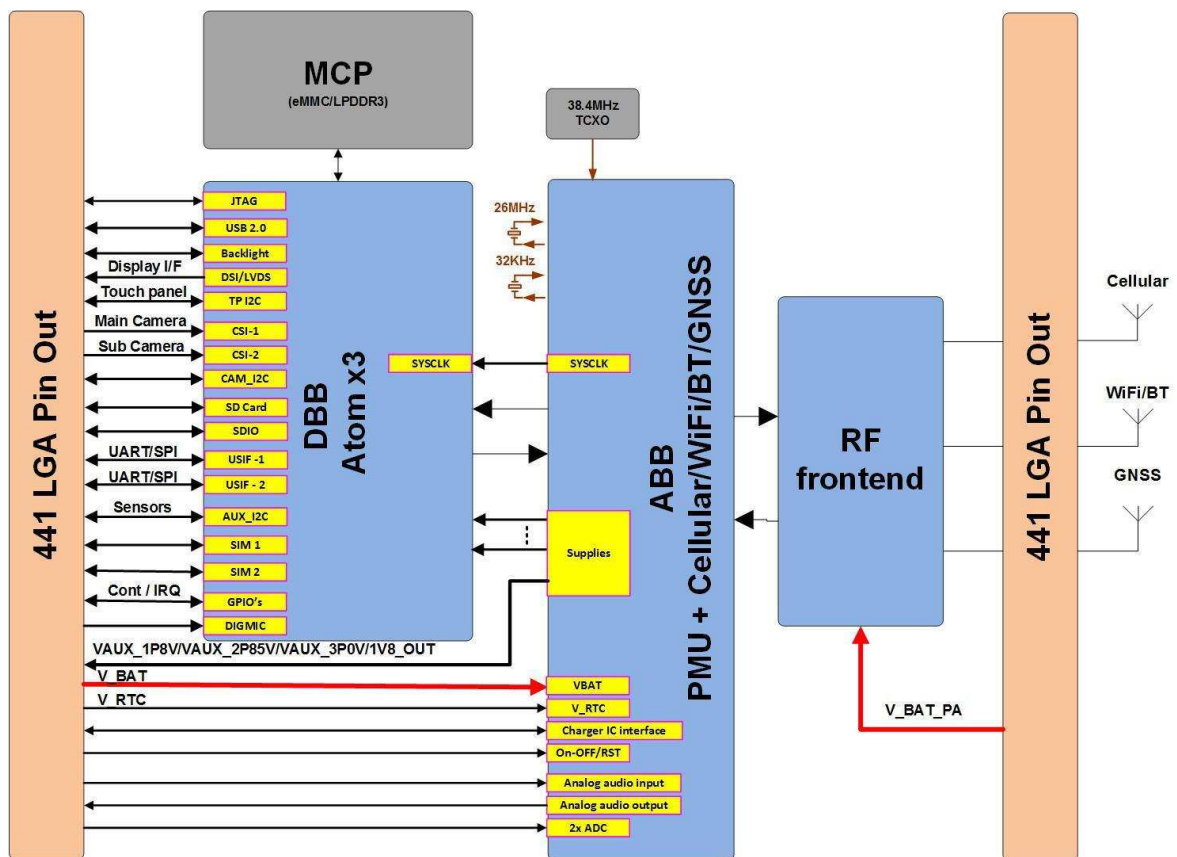 441 LGA Pin Out
MCP
(eMMC/LPDDR3)
38.4MHz
TCXO
26MHz
32KHz
JTAG
USB 2.0
Backlight
Display I/F
DSI/LVDS
Touch panel
TP I2C
Main Camera
CSI-1
Sub Camera
CSI-2
CAM_I2C
SD Card
SDIO
UART/SPI
USIF -1
UART/SPI
USIF - 2
Sensors
AUX_I2C
SIM 1
SIM 2
Cont / IRQ
GPIO's
DIGMIC
DBB
Atom x3
SYSCLK
SYSCLK
Supplies
ABB
PMU + Cellular/WiFi/BT/GNSS
VAUX_1P8V/VAUX_2P85V/VAUX_3P0V/1V8_OUT
V_BAT
VBAT
V_RTC
V_RTC
Charger IC interface
On-OFF/RST
Analog audio input
Analog audio output
2x ADC
RF
frontend
V_BAT_PA
441 LGA Pin Out
Cellular
WiFi/BT
GNSS